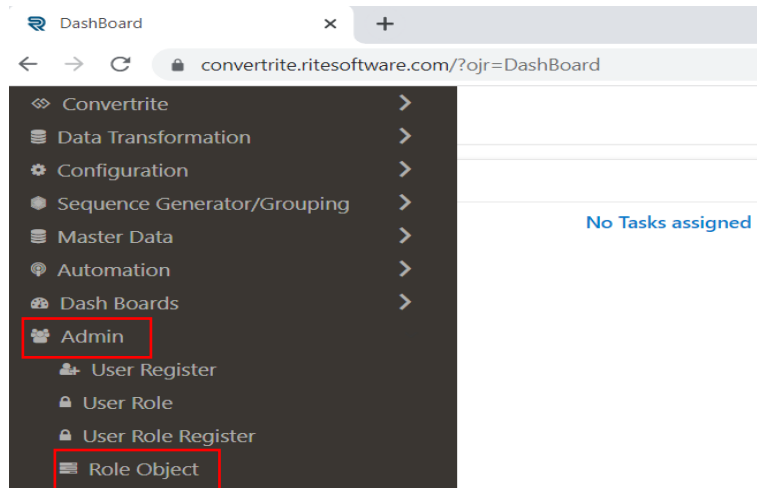 DashBoard
convertrite.ritesoftware.com/?ojr=DashBoard
Convertrite
Data Transformation
Configuration
Sequence Generator/Grouping
No Tasks assigned
Master Data
Automation
Dash Boards
Admin
User Register
User Role
User Role Register
Role Object